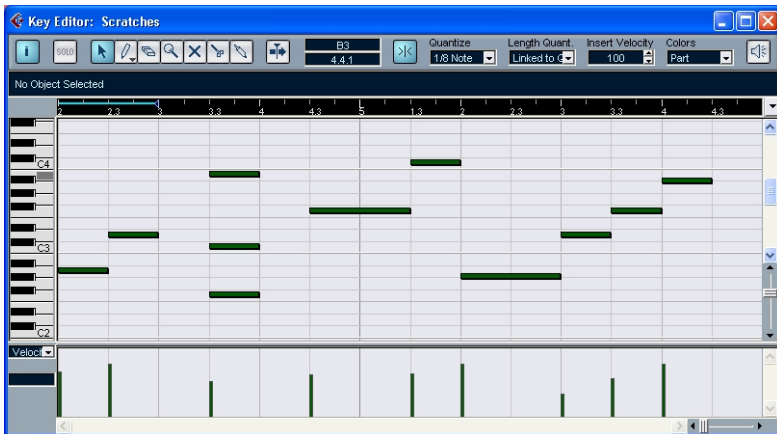 Key Editor: Scratches
i SOLO B3 Quantize Length Quant. Insert Velocity Colors
4.4.1 1/8 Note Linked to 100 Part
No Object Selected
2 2.3 3 3.3 4 4.3 5 1.3 2 2.3 3 3.3 4 4.3
C4
C3
C2